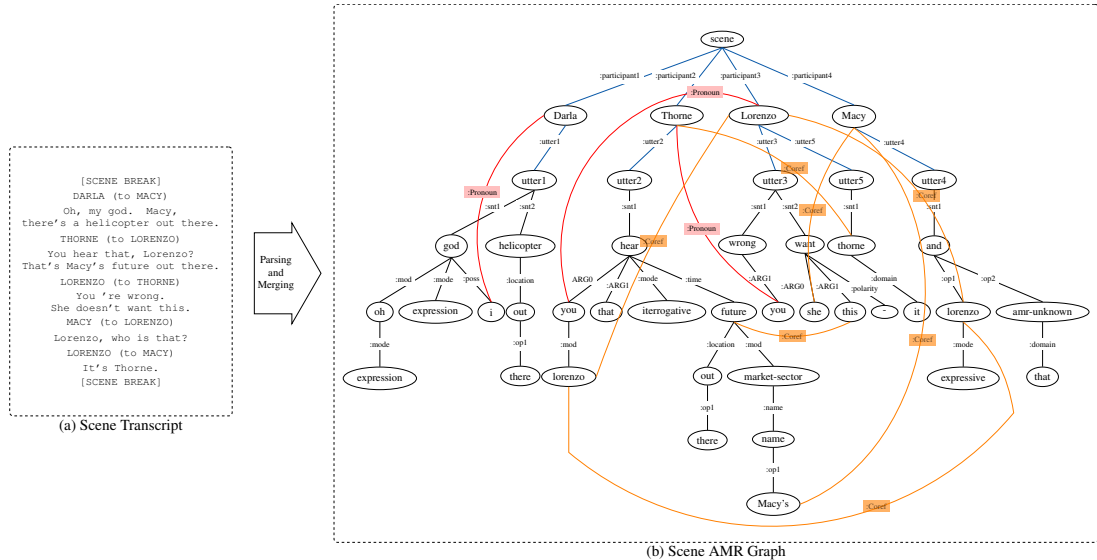 [SCENE BREAK]
DARLA (to MACY)
Oh, my god. Macy,
there's a helicopter out there.
THORNE (to LORENZO)
You hear that, Lorenzo?
That's Macy's future out there.
LORENZO (to THORNE)
You 're wrong.
She doesn't want this.
MACY (to LORENZO)
Lorenzo, who is that?
LORENZO (to MACY)
It's Thorne.
[SCENE BREAK]
(a) Scene Transcript
Parsing
and
Merging
scene
:participant1 :participant2 :participant3 :participant4
:Pronoun
Darla Thorne Lorenzo Macy
:utter1 :utter2 :utter3 :utter5 :utter4
:Coref
utter1 utter2 utter3 utter5 utter4
:Pronoun :Coref
:snt1 :snt2 :snt1 :snt1 :snt2 :Coref :snt1 :snt1
:Pronoun
god helicopter hear :Coref wrong want thorne and
:mod :mode :poss :location ARG0 :ARG1 :mode :time :ARG1 :ARG0 :ARG1 :polarity :domain :op1 :op2
oh expression i out you that iterrogative future you she this - it lorenzo amr-unknown
:mode :op1 :mod :location :mod :Coref :Coref :mode :domain
expression there lorenzo out market-sector expressive that
:op1 :name
there name
:op1
Macy's
:Coref
(b) Scene AMR Graph